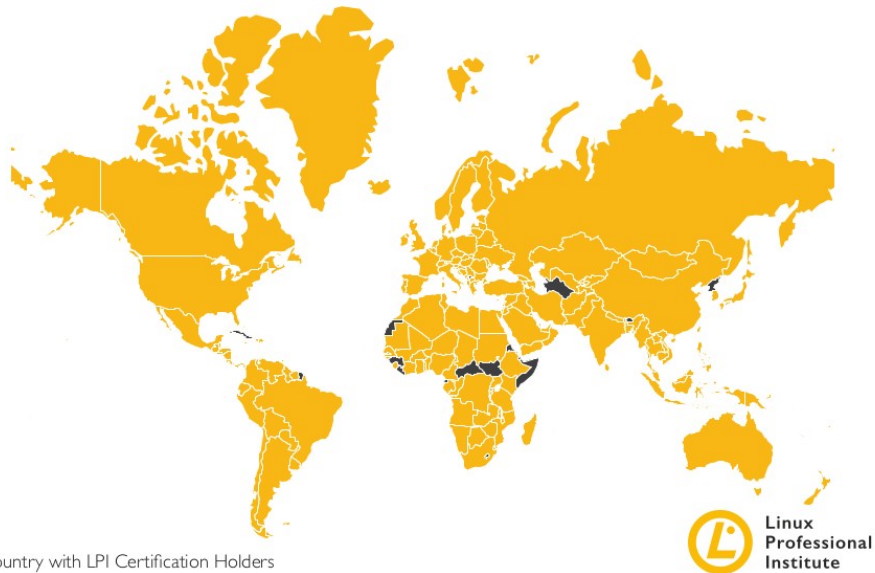 ountry with LPI Certification Holders
Linux
Professional
Institute